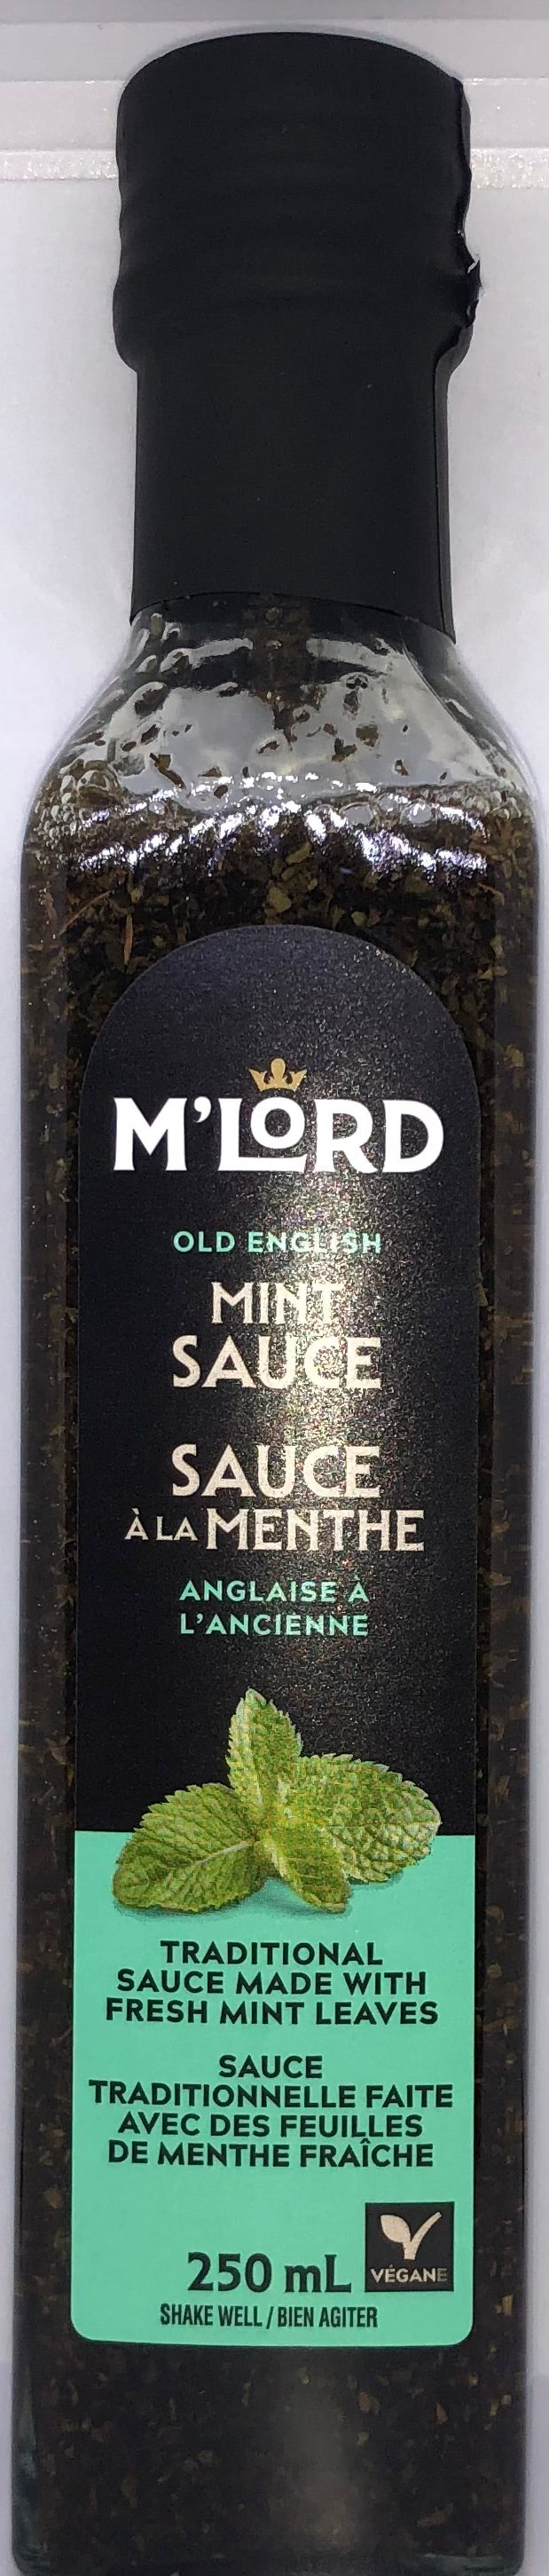 M'LORD
OLD ENGLISH
MINT
SAUCE
SAUCE
À LA MENTHE
ANGLAISE À
L'ANCIENNE
TRADITIONAL
SAUCE MADE WITH
FRESH MINT LEAVES
SAUCE
TRADITIONNELLE FAITE
AVEC DES FEUILLES
DE MENTHE FRAÎCHE
VÉGANE
250 mL
SHAKE WELL / BIEN AGITER